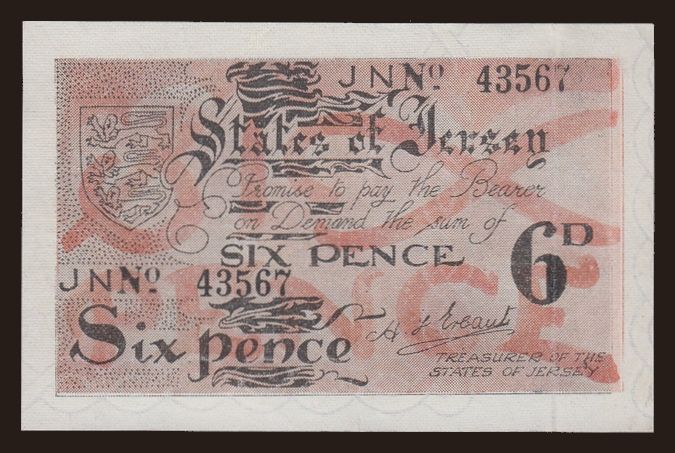 JNNo 43567
States of Jersey
Promise to pay the Bearer
on Demand the sum of
SIX PENCE
6D
JNNo 43567
Six pence
H J Ereaut
TREASURER OF THE
STATES OF JERSEY